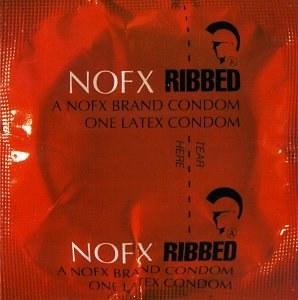 NOFX RIBBED
A NOFX BRAND CONDOM
ONE LATEX CONDOM
TEAR
HERE
NOFX RIBBED
A NOFX BRAND CONDOM
ONE LATEX CONDOM